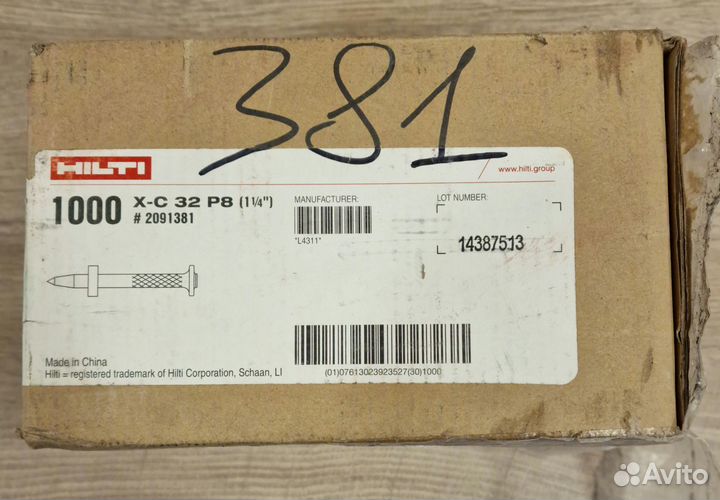 381
HILTI
www.hilti.group
1000 X-C 32 P8 (1¼")
# 2091381
MANUFACTURER:
"L4311"
LOT NUMBER:
14387513
Made in China
Hilti = registered trademark of Hilti Corporation, Schaan, LI
(01)07613023923527(30)1000
Avito